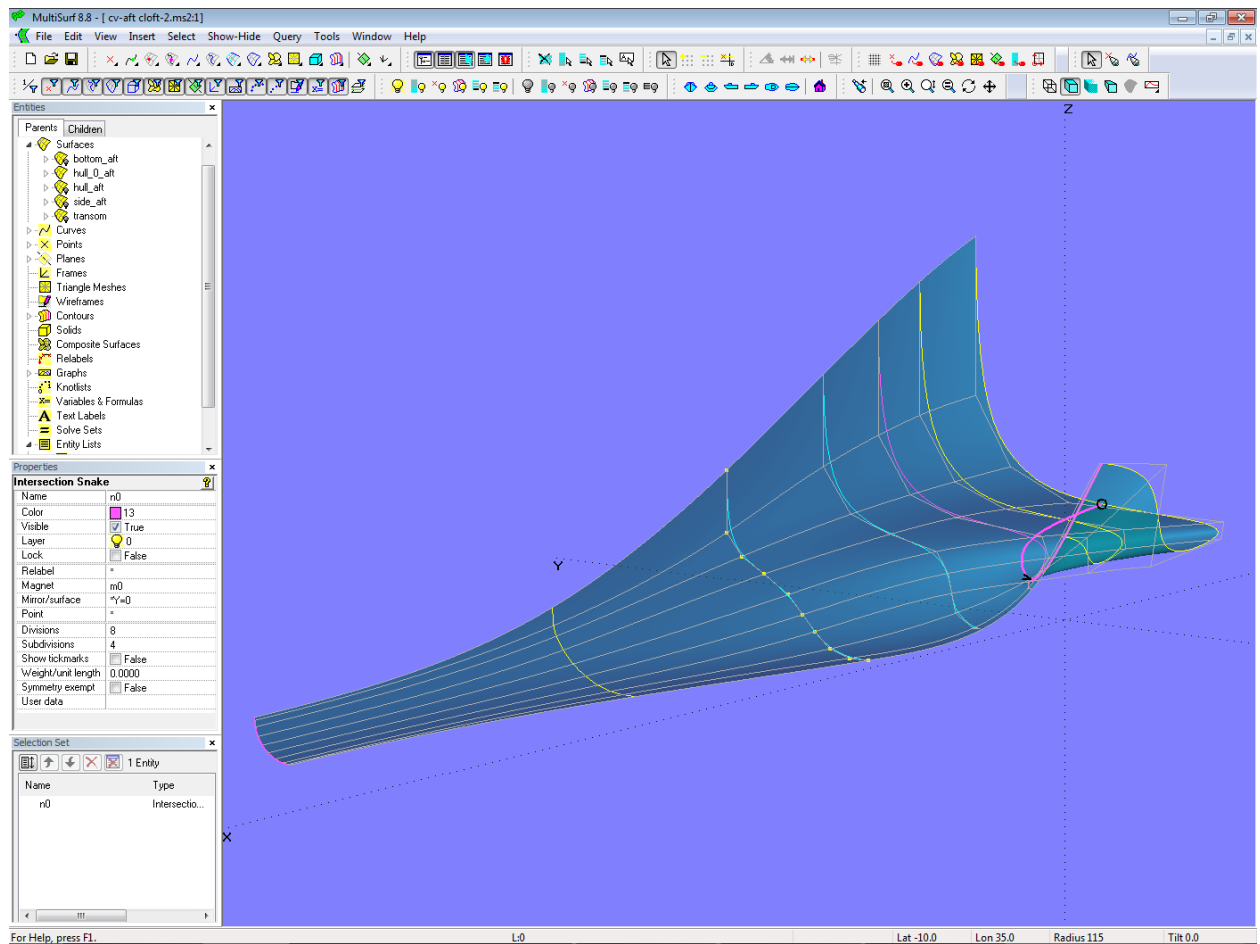 MultiSurf 8.8 - [ cv-aft cloft-2.ms2:1]
File Edit View Insert Select Show-Hide Query Tools Window Help
Entities
Parents Children
Surfaces
bottom_aft
hull_0_aft
hull_aft
side_aft
transom
Curves
Points
Planes
Frames
Triangle Meshes
Wireframes
Contours
Solids
Composite Surfaces
Relabels
Graphs
Knotlists
X= Variables & Formulas
A Text Labels
Solve Sets
Entity Lists
Properties
Intersection Snake
Name n0
Color 13
Visible True
Layer 0
Lock False
Relabel *
Magnet m0
Mirror/surface *Y=0
Point *
Divisions 8
Subdivisions 4
Show tickmarks False
Weight/unit length 0.0000
Symmetry exempt False
User data
Selection Set
1 Entity
Name Type
n0 Intersectio...
Z
Y
X
For Help, press F1. L:0 Lat -10.0 Lon 35.0 Radius 115 Tilt 0.0